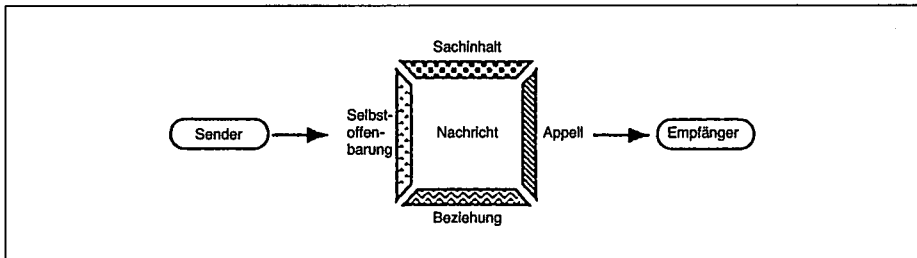 Sachinhalt
Sender
Selbst-
offen-
barung
Nachricht
Appell
Empfänger
Beziehung